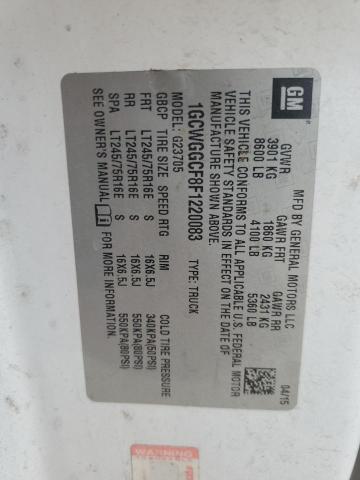 GM
MFD BY GENERAL MOTORS LLC
04/15
GVWR GAWR FRT GAWR RR
3901 KG 1860 KG 2431 KG
8600 LB 4100 LB 5360 LB
THIS VEHICLE CONFORMS TO ALL APPLICABLE U.S. FEDERAL MOTOR
VEHICLE SAFETY STANDARDS IN EFFECT ON THE DATE OF
MANUFACTURE SHOWN ABOVE.
1GCWGGCF8F1220083 TYPE: TRUCK
MODEL: G23705
GBCP TIRE SIZE SPEED RTG RIM COLD TIRE PRESSURE
FRT LT245/75R16E S 16X6.5J 340KPA(50PSI)
RR LT245/75R16E S 16X6.5J 550KPA(80PSI)
SPA LT245/75R16E S 16X6.5J 550KPA(80PSI)
SEE OWNER'S MANUAL
WARNING